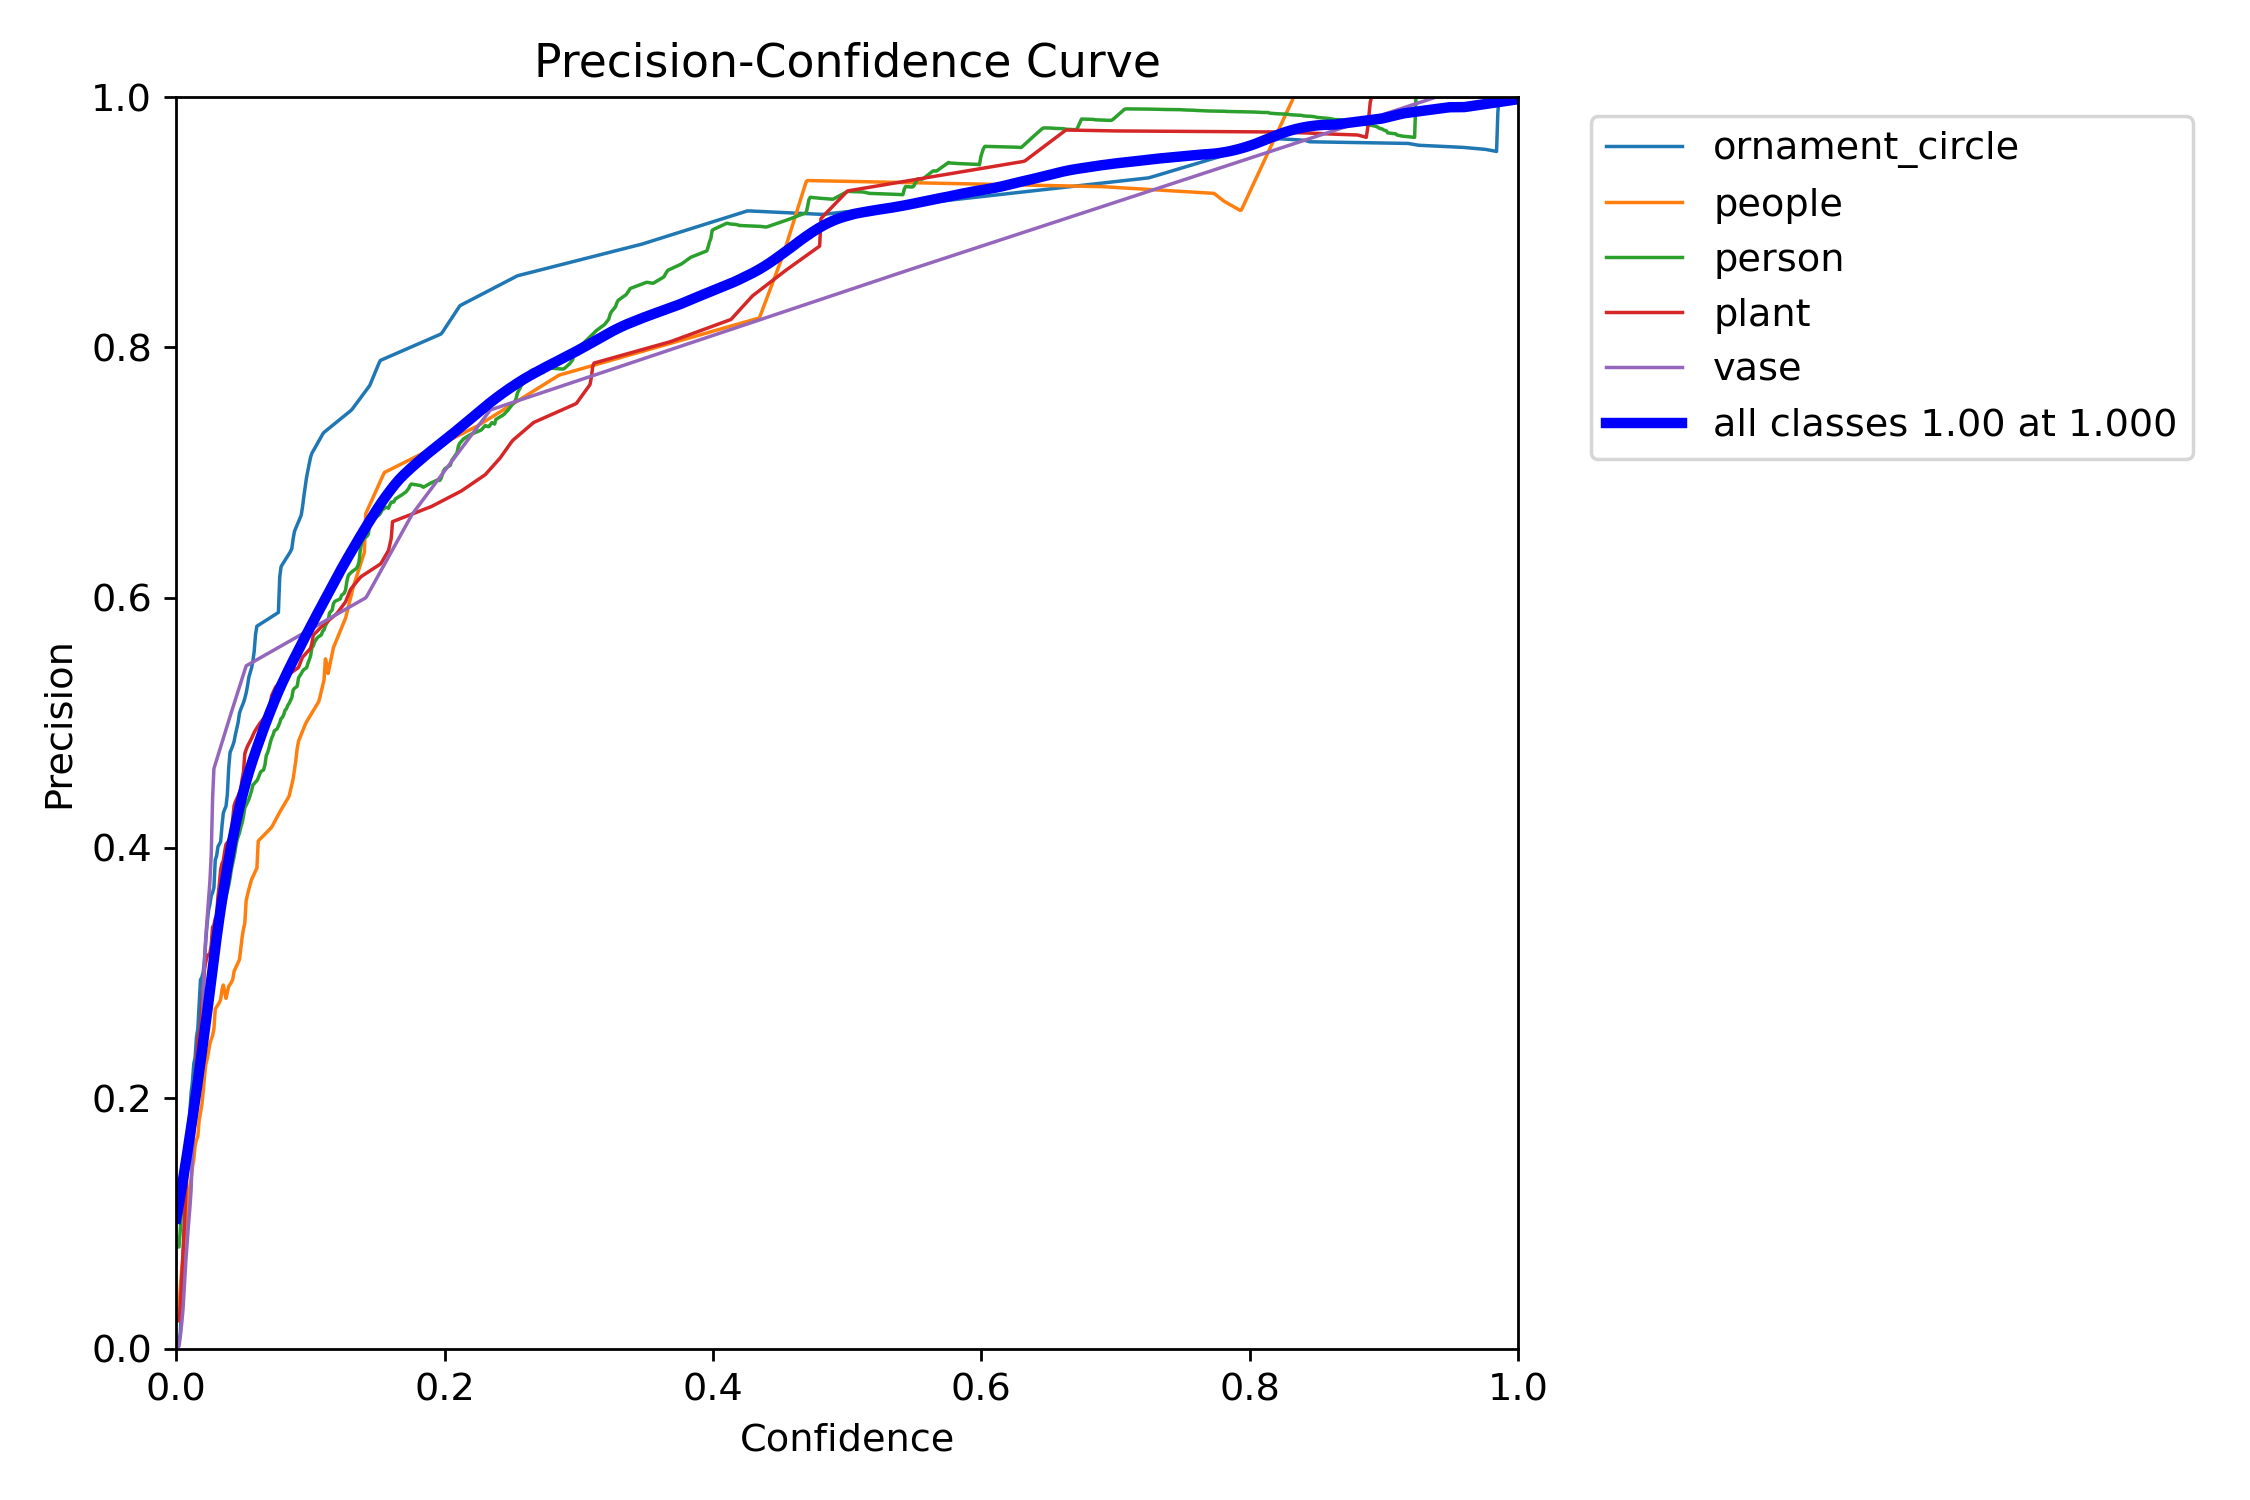 Precision-Confidence Curve
1.0
0.8
0.6
0.4
0.2
0.0
Precision
0.0 0.2 0.4 0.6 0.8 1.0
Confidence
ornament_circle
people
person
plant
vase
all classes 1.00 at 1.000